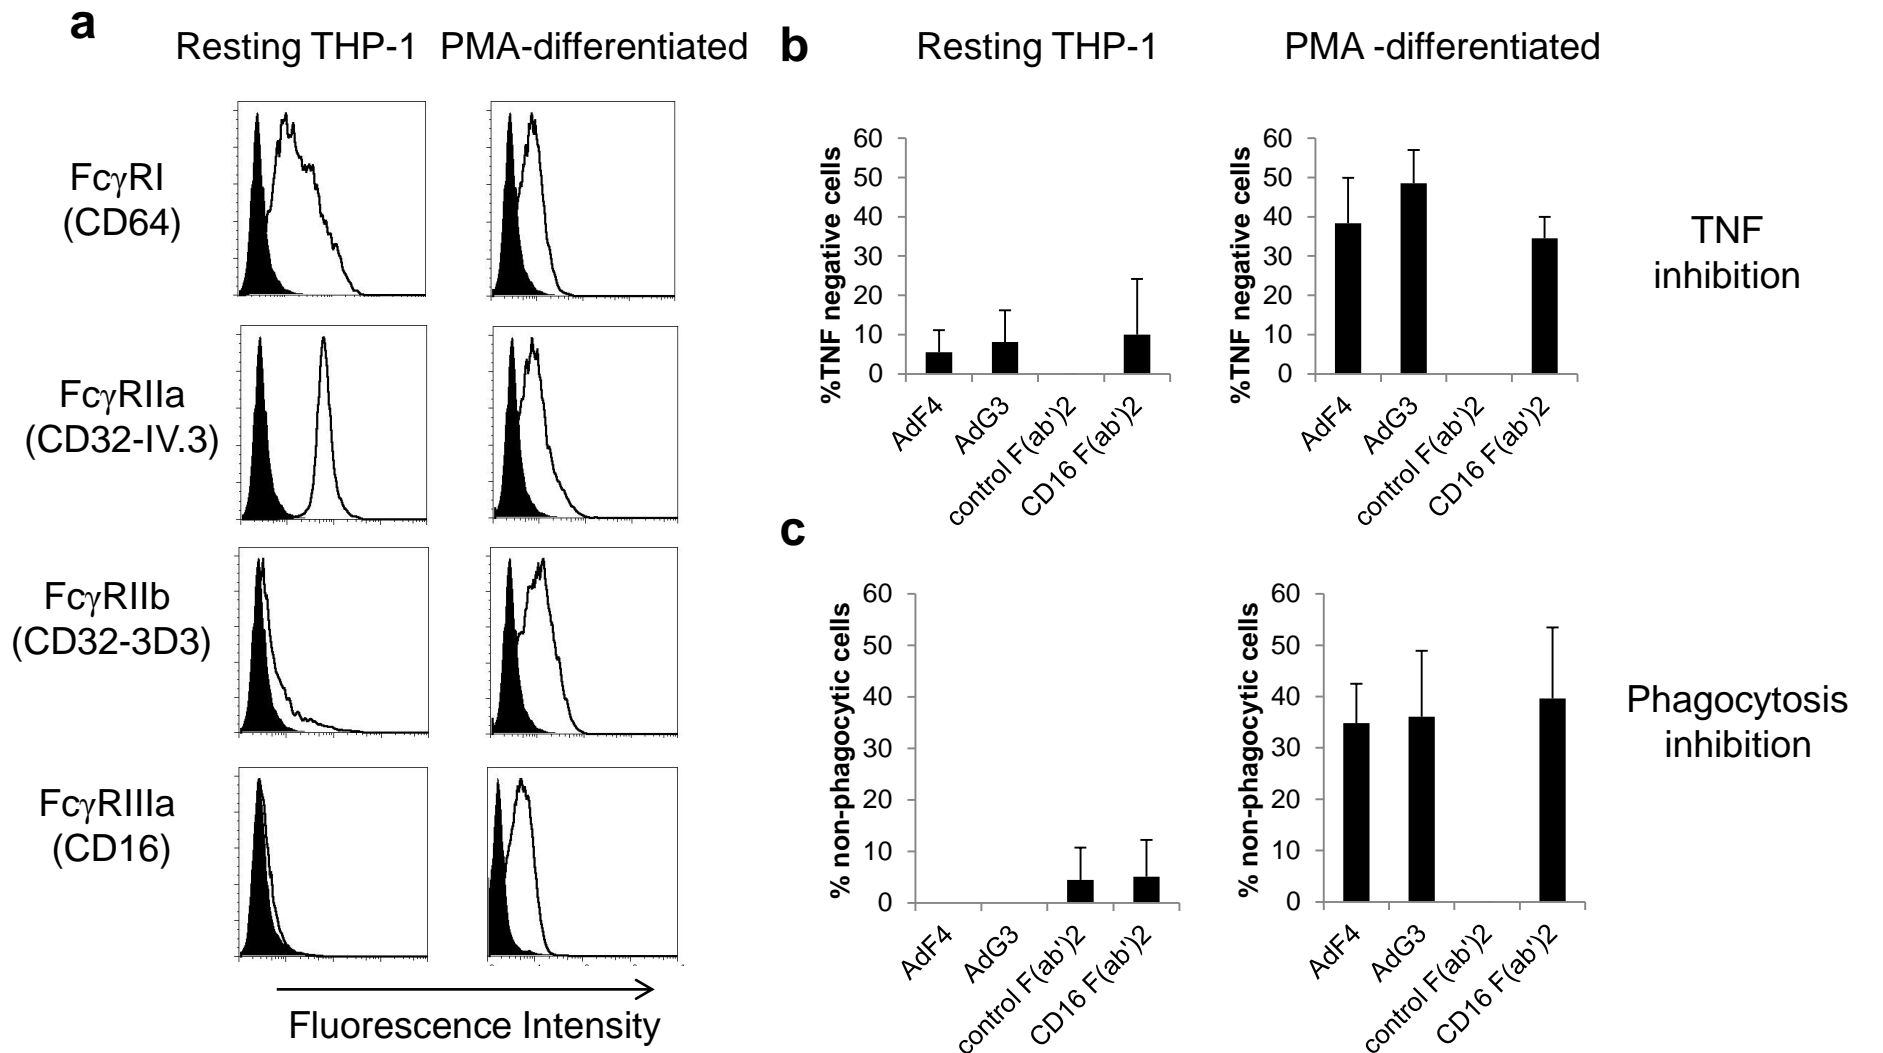 a
Resting THP-1 PMA-differentiated
FcγRI
(CD64)
FcγRIIa
(CD32-IV.3)
FcγRIIb
(CD32-3D3)
FcγRIIIa
(CD16)
Fluorescence Intensity
b
Resting THP-1
PMA -differentiated
%TNF negative cells
60
50
40
30
20
10
0
AdF4
AdG3
control F(ab')2
CD16 F(ab')2
%TNF negative cells
60
50
40
30
20
10
0
AdF4
AdG3
control F(ab')2
CD16 F(ab')2
TNF
inhibition
c
% non-phagocytic cells
60
50
40
30
20
10
0
AdF4
AdG3
control F(ab')2
CD16 F(ab')2
% non-phagocytic cells
60
50
40
30
20
10
0
AdF4
AdG3
control F(ab')2
CD16 F(ab')2
Phagocytosis
inhibition